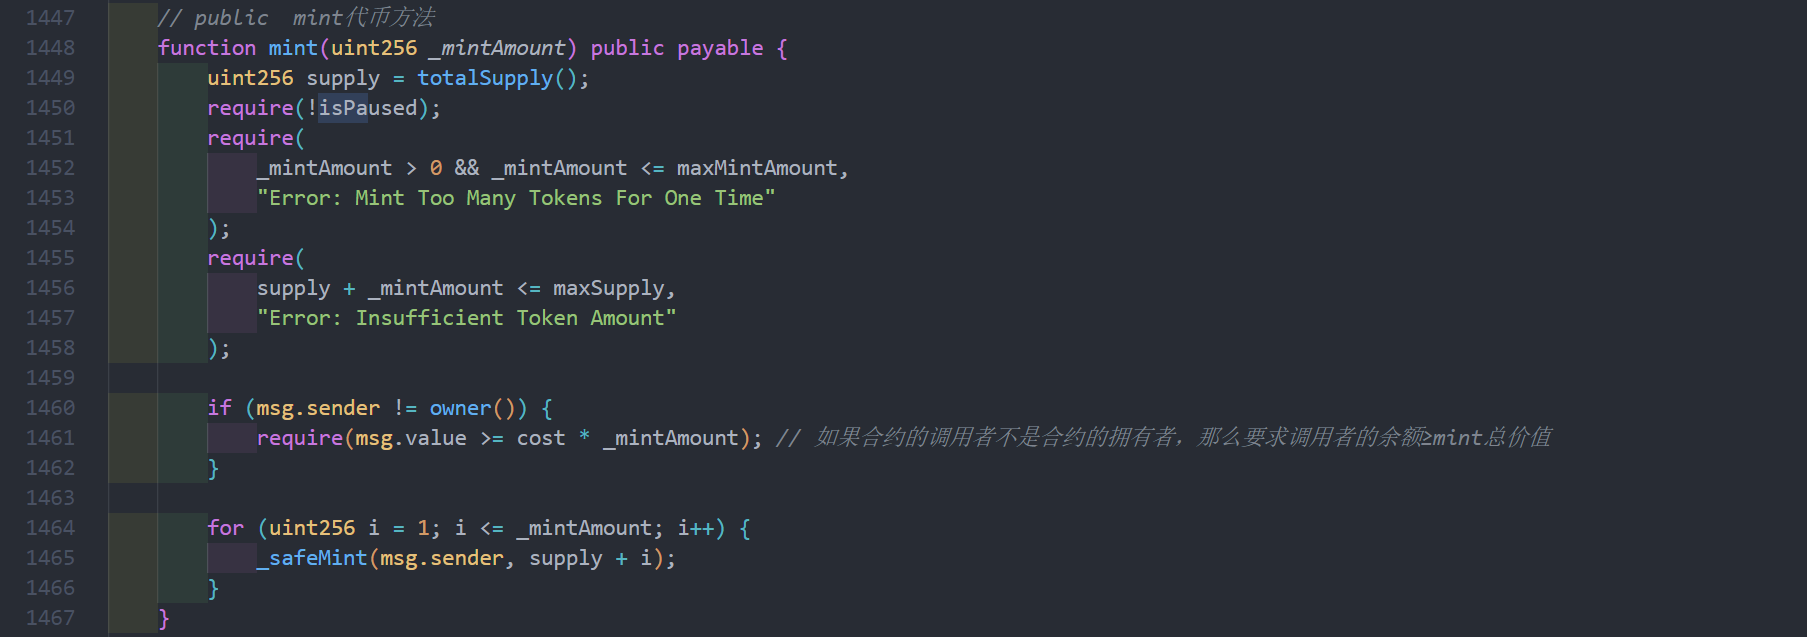 1447 // public  mint代币方法
1448 function mint(uint256 _mintAmount) public payable {
1449 uint256 supply = totalSupply();
1450 require(!isPaused);
1451 require(
1452 _mintAmount > 0 && _mintAmount <= maxMintAmount,
1453 "Error: Mint Too Many Tokens For One Time"
1454 );
1455 require(
1456 supply + _mintAmount <= maxSupply,
1457 "Error: Insufficient Token Amount"
1458 );
1459
1460 if (msg.sender != owner()) {
1461 require(msg.value >= cost * _mintAmount); // 如果合约的调用者不是合约的拥有者，那么要求调用者的余额≥mint总价值
1462 }
1463
1464 for (uint256 i = 1; i <= _mintAmount; i++) {
1465 _safeMint(msg.sender, supply + i);
1466 }
1467 }